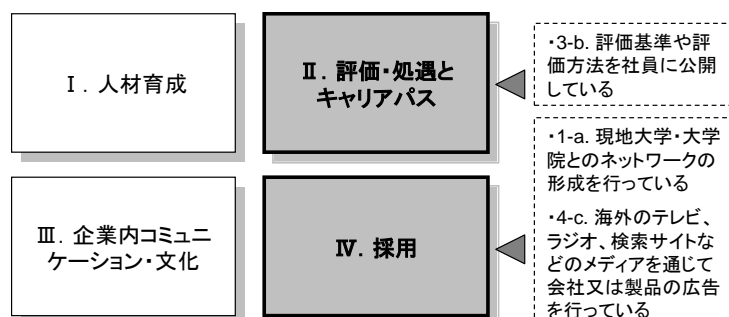 Ⅰ. 人材育成
Ⅱ. 評価・処遇と
キャリアパス
・3-b. 評価基準や評
価方法を社員に公開
している
Ⅲ. 企業内コミュニ
ケーション・文化
Ⅳ. 採用
・1-a. 現地大学・大学
院とのネットワークの
形成を行っている
・4-c. 海外のテレビ、
ラジオ、検索サイトな
どのメディアを通じて
会社又は製品の広告
を行っている